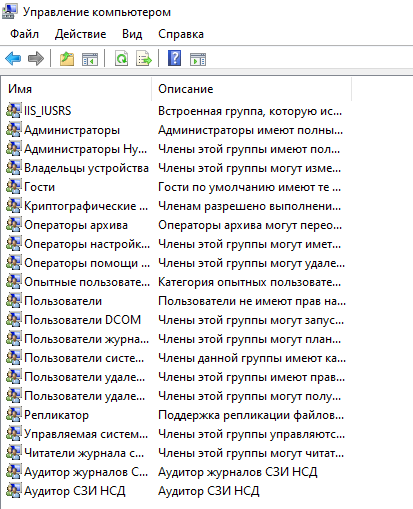 Управление компьютером
Файл Действие Вид Справка
Имя Описание
IIS_IUSRS Встроенная группа, которую ис...
Администраторы Администраторы имеют полны...
Администраторы Hy... Члены этой группы имеют пол...
Владельцы устройства Члены этой группы могут изме...
Гости Гости по умолчанию имеют те ...
Криптографические ... Членам разрешено выполнени...
Операторы архива Операторы архива могут перео...
Операторы настройк... Члены этой группы могут имет...
Операторы помощи ... Члены этой группы могут удале...
Опытные пользовате... Категория опытных пользовате...
Пользователи Пользователи не имеют прав на...
Пользователи DCOM Члены этой группы могут запус...
Пользователи журна... Члены этой группы могут план...
Пользователи систе... Члены данной группы имеют ка...
Пользователи удале... Члены этой группы имеют прав...
Пользователи удале... Члены этой группы могут полу...
Репликатор Поддержка репликации файлов...
Управляемая систем... Члены этой группы управляютс...
Читатели журнала с... Члены этой группы могут читат...
Аудитор журналов С... Аудитор журналов СЗИ НСД
Аудитор СЗИ НСД Аудитор СЗИ НСД